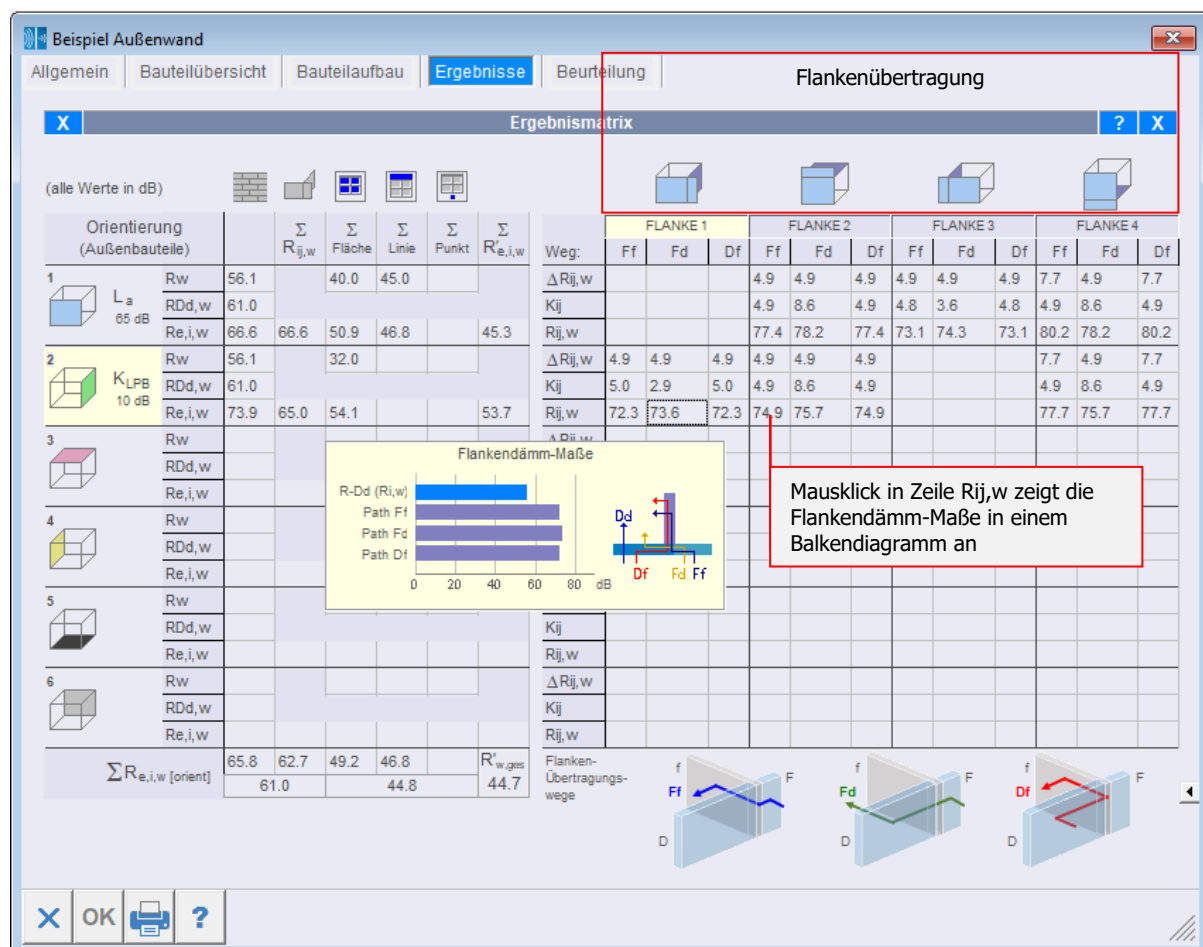 Beispiel Außenwand
Allgemein Bauteilübersicht Bauteilaufbau Ergebnisse Beurteilung
Flankenübertragung
X Ergebnismatrix ? X
(alle Werte in dB)
Orientierung (Außenbauteile) Σ Rij,w Σ Fläche Σ Linie Σ Punkt Σ R'e,i,w Weg: FLANKE 1 FLANKE 2 FLANKE 3 FLANKE 4
Ff Fd Df Ff Fd Df Ff Fd Df Ff Fd Df
1 La 65 dB
Rw 56.1 40.0 45.0 ΔRij,w 4.9 4.9 4.9 4.9 4.9 4.9 7.7 4.9 7.7
RDd,w 61.0 Kij 4.9 8.6 4.9 4.8 3.6 4.8 4.9 8.6 4.9
Re,i,w 66.6 66.6 50.9 46.8 45.3 Rij,w 77.4 78.2 77.4 73.1 74.3 73.1 80.2 78.2 80.2
2 KLPB 10 dB
Rw 56.1 32.0 ΔRij,w 4.9 4.9 4.9 4.9 4.9 4.9 7.7 4.9 7.7
RDd,w 61.0 Kij 5.0 2.9 5.0 4.9 8.6 4.9 4.9 8.6 4.9
Re,i,w 73.9 65.0 54.1 53.7 Rij,w 72.3 73.6 72.3 74.9 75.7 74.9 77.7 75.7 77.7
3
Rw ΔRij,w
RDd,w
Re,i,w
Flankendämm-Maße
R-Dd (Ri,w)
Path Ff
Path Fd
Path Df
0 20 40 60 80 dB
Dd
Df Fd Ff
Mausklick in Zeile Rij,w zeigt die
Flankendämm-Maße in einem
Balkendiagramm an
4
Rw
RDd,w
Re,i,w
5
Rw
RDd,w Kij
Re,i,w Rij,w
6
Rw ΔRij,w
RDd,w Kij
Re,i,w Rij,w
ΣRe,i,w [orient] 65.8 62.7 49.2 46.8 R'w,ges
61.0 44.8 44.7
Flanken-
Übertragungs-
wege
f F Ff D
f F Fd D
f F Df D
OK ?